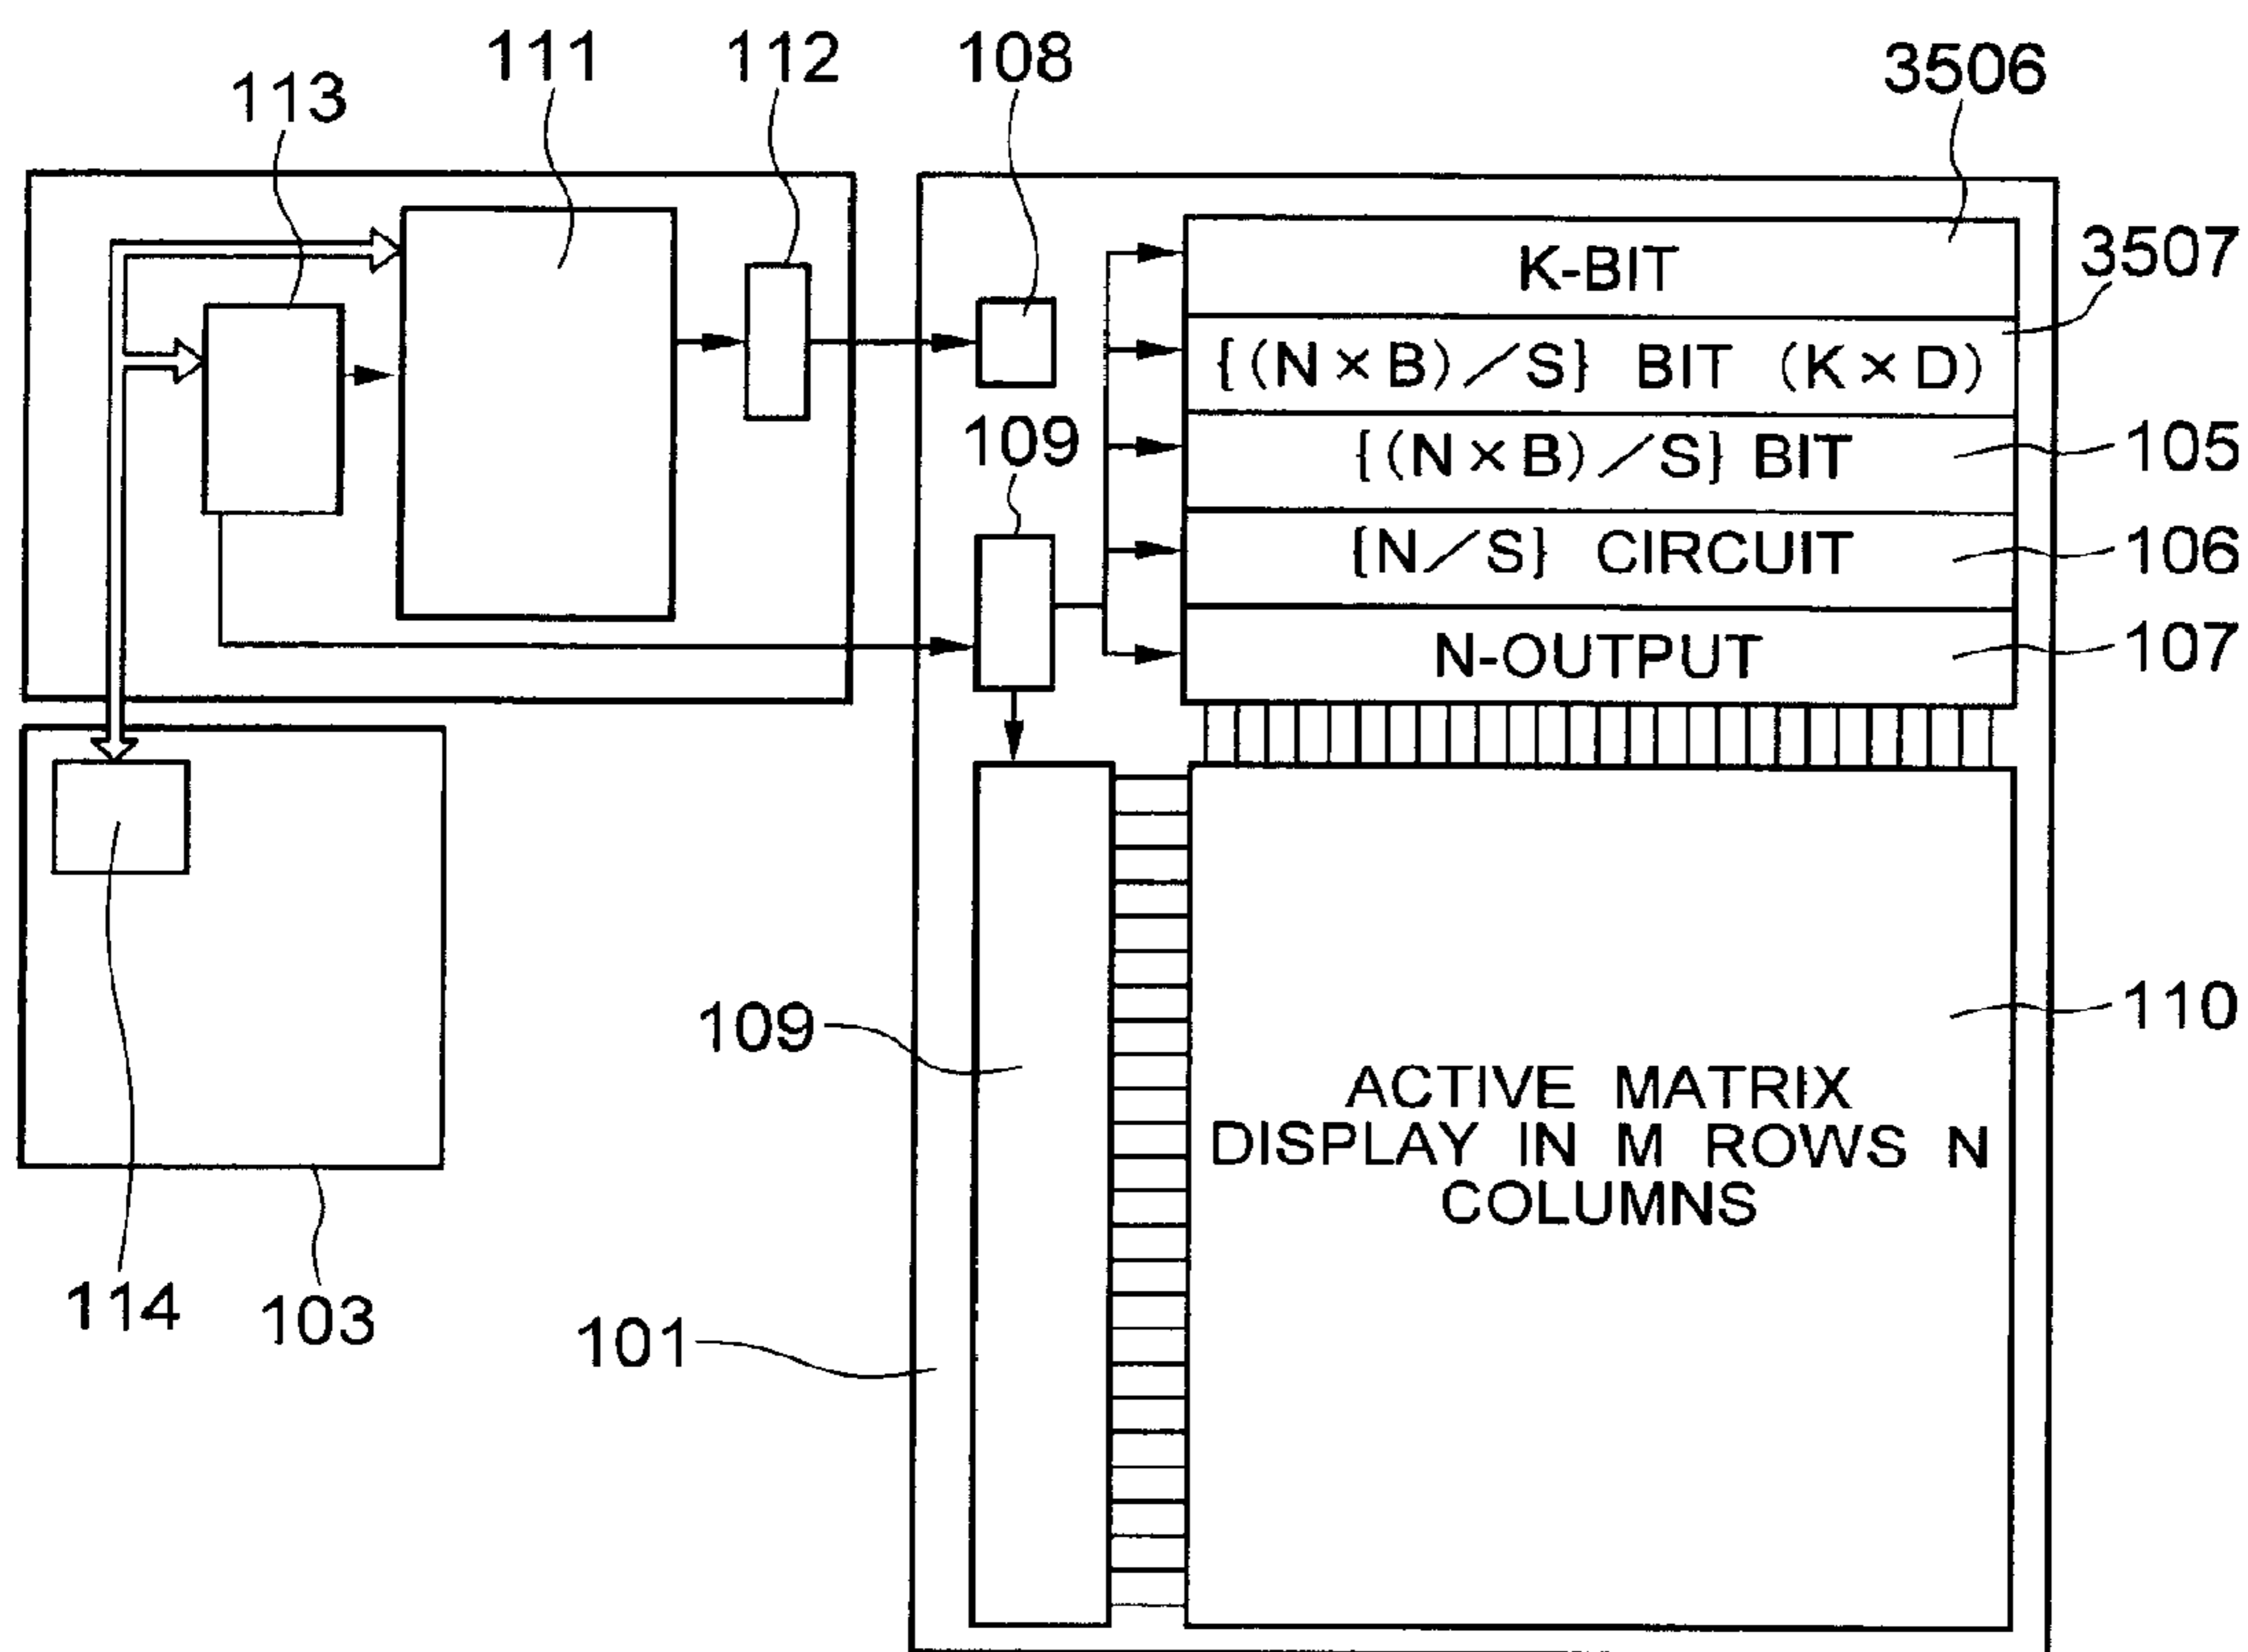 111
112
108
3506
113
3507
K-BIT
{(N×B)/S} BIT (K×D)
109
{(N×B)/S} BIT
105
{N/S} CIRCUIT
106
N-OUTPUT
107
110
109
ACTIVE MATRIX
DISPLAY IN M ROWS N
COLUMNS
114
103
101